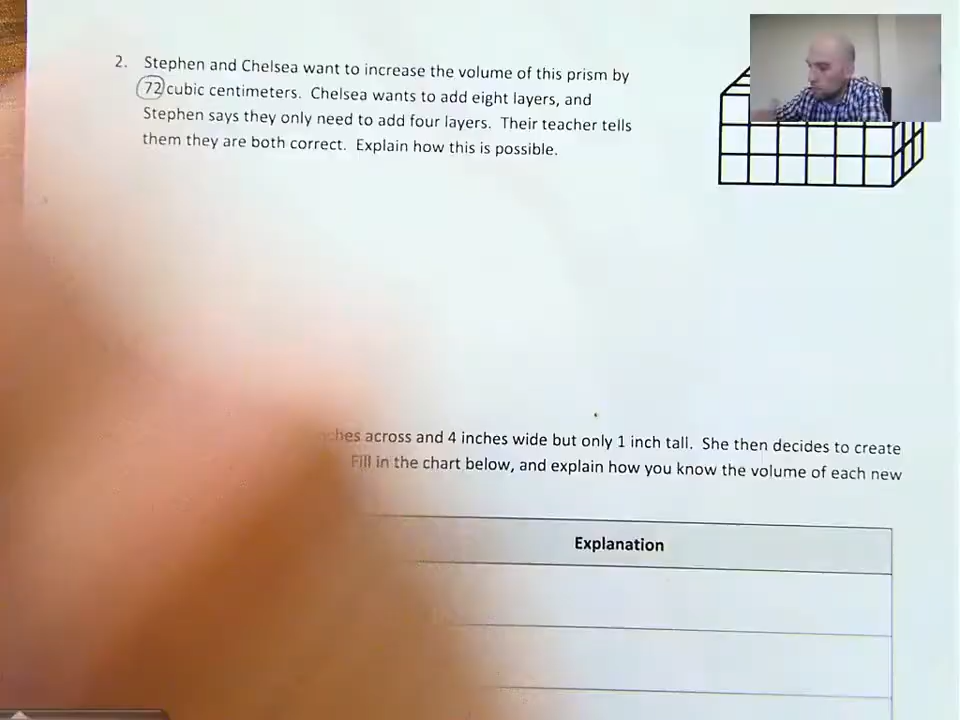 2. Stephen and Chelsea want to increase the volume of this prism by
72 cubic centimeters. Chelsea wants to add eight layers, and
Stephen says they only need to add four layers. Their teacher tells
them they are both correct. Explain how this is possible.
across and 4 inches wide but only 1 inch tall. She then decides to create
Fill in the chart below, and explain how you know the volume of each new
Explanation